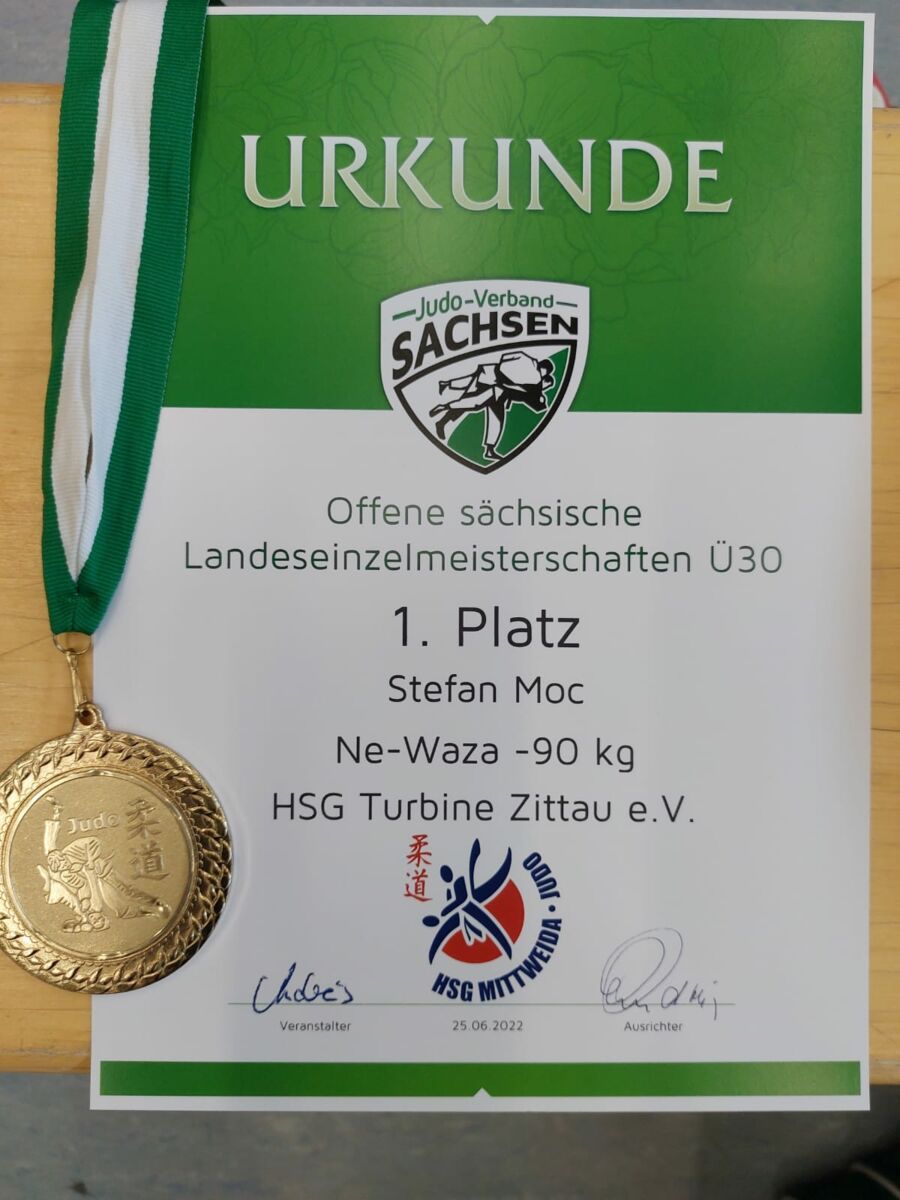 URKUNDE
Judo-Verband
SACHSEN
Offene sächsische
Landeseinzelmeisterschaften Ü30
1. Platz
Stefan Moc
Ne-Waza -90 kg
HSG Turbine Zittau e.V.
柔道
HSG MITTWEIDA • JUDO
Veranstalter
25.06.2022
Ausrichter
Judo
柔道